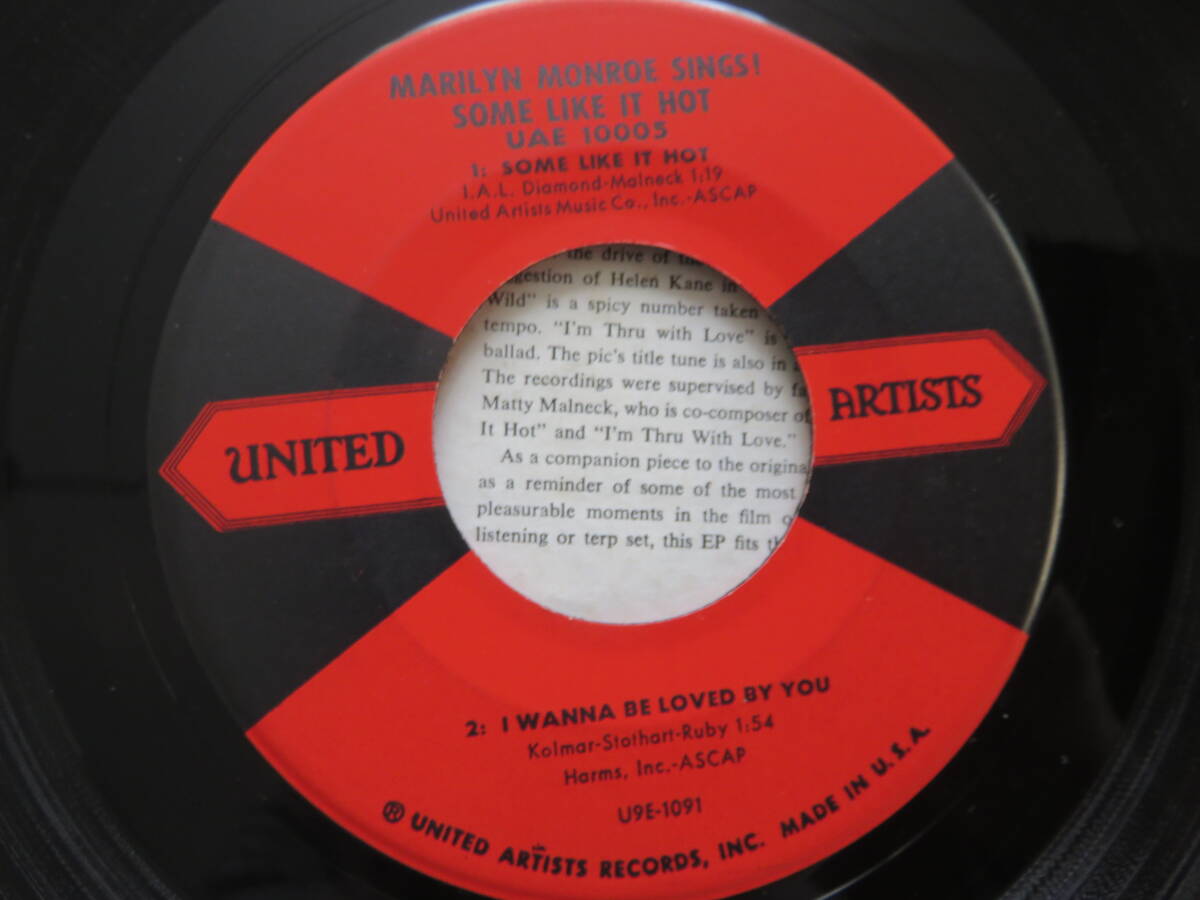 MARILYN MONROE SINGS!
SOME LIKE IT HOT
UAE 10005
1: SOME LIKE IT HOT
I.A.L. Diamond-Malneck 1:19
United Artists Music Co., Inc.-ASCAP
the drive of
of Helen Kane in
Wild" is a spicy number taken
tempo. "I'm Thru with Love" is
ballad. The pic's title tune is also in
The recordings were supervised by
Matty Malneck, who is co-composer of
It Hot" and "I'm Thru With Love."
As a companion piece to the
as a reminder of some of the most
pleasurable moments in the film
listening or terp set, this EP fits
UNITED ARTISTS
2: I WANNA BE LOVED BY YOU
Kolmar-Stothart-Ruby 1:54
Harms, Inc.-ASCAP
U9E-1091
® UNITED ARTISTS RECORDS, INC. MADE IN U.S.A.